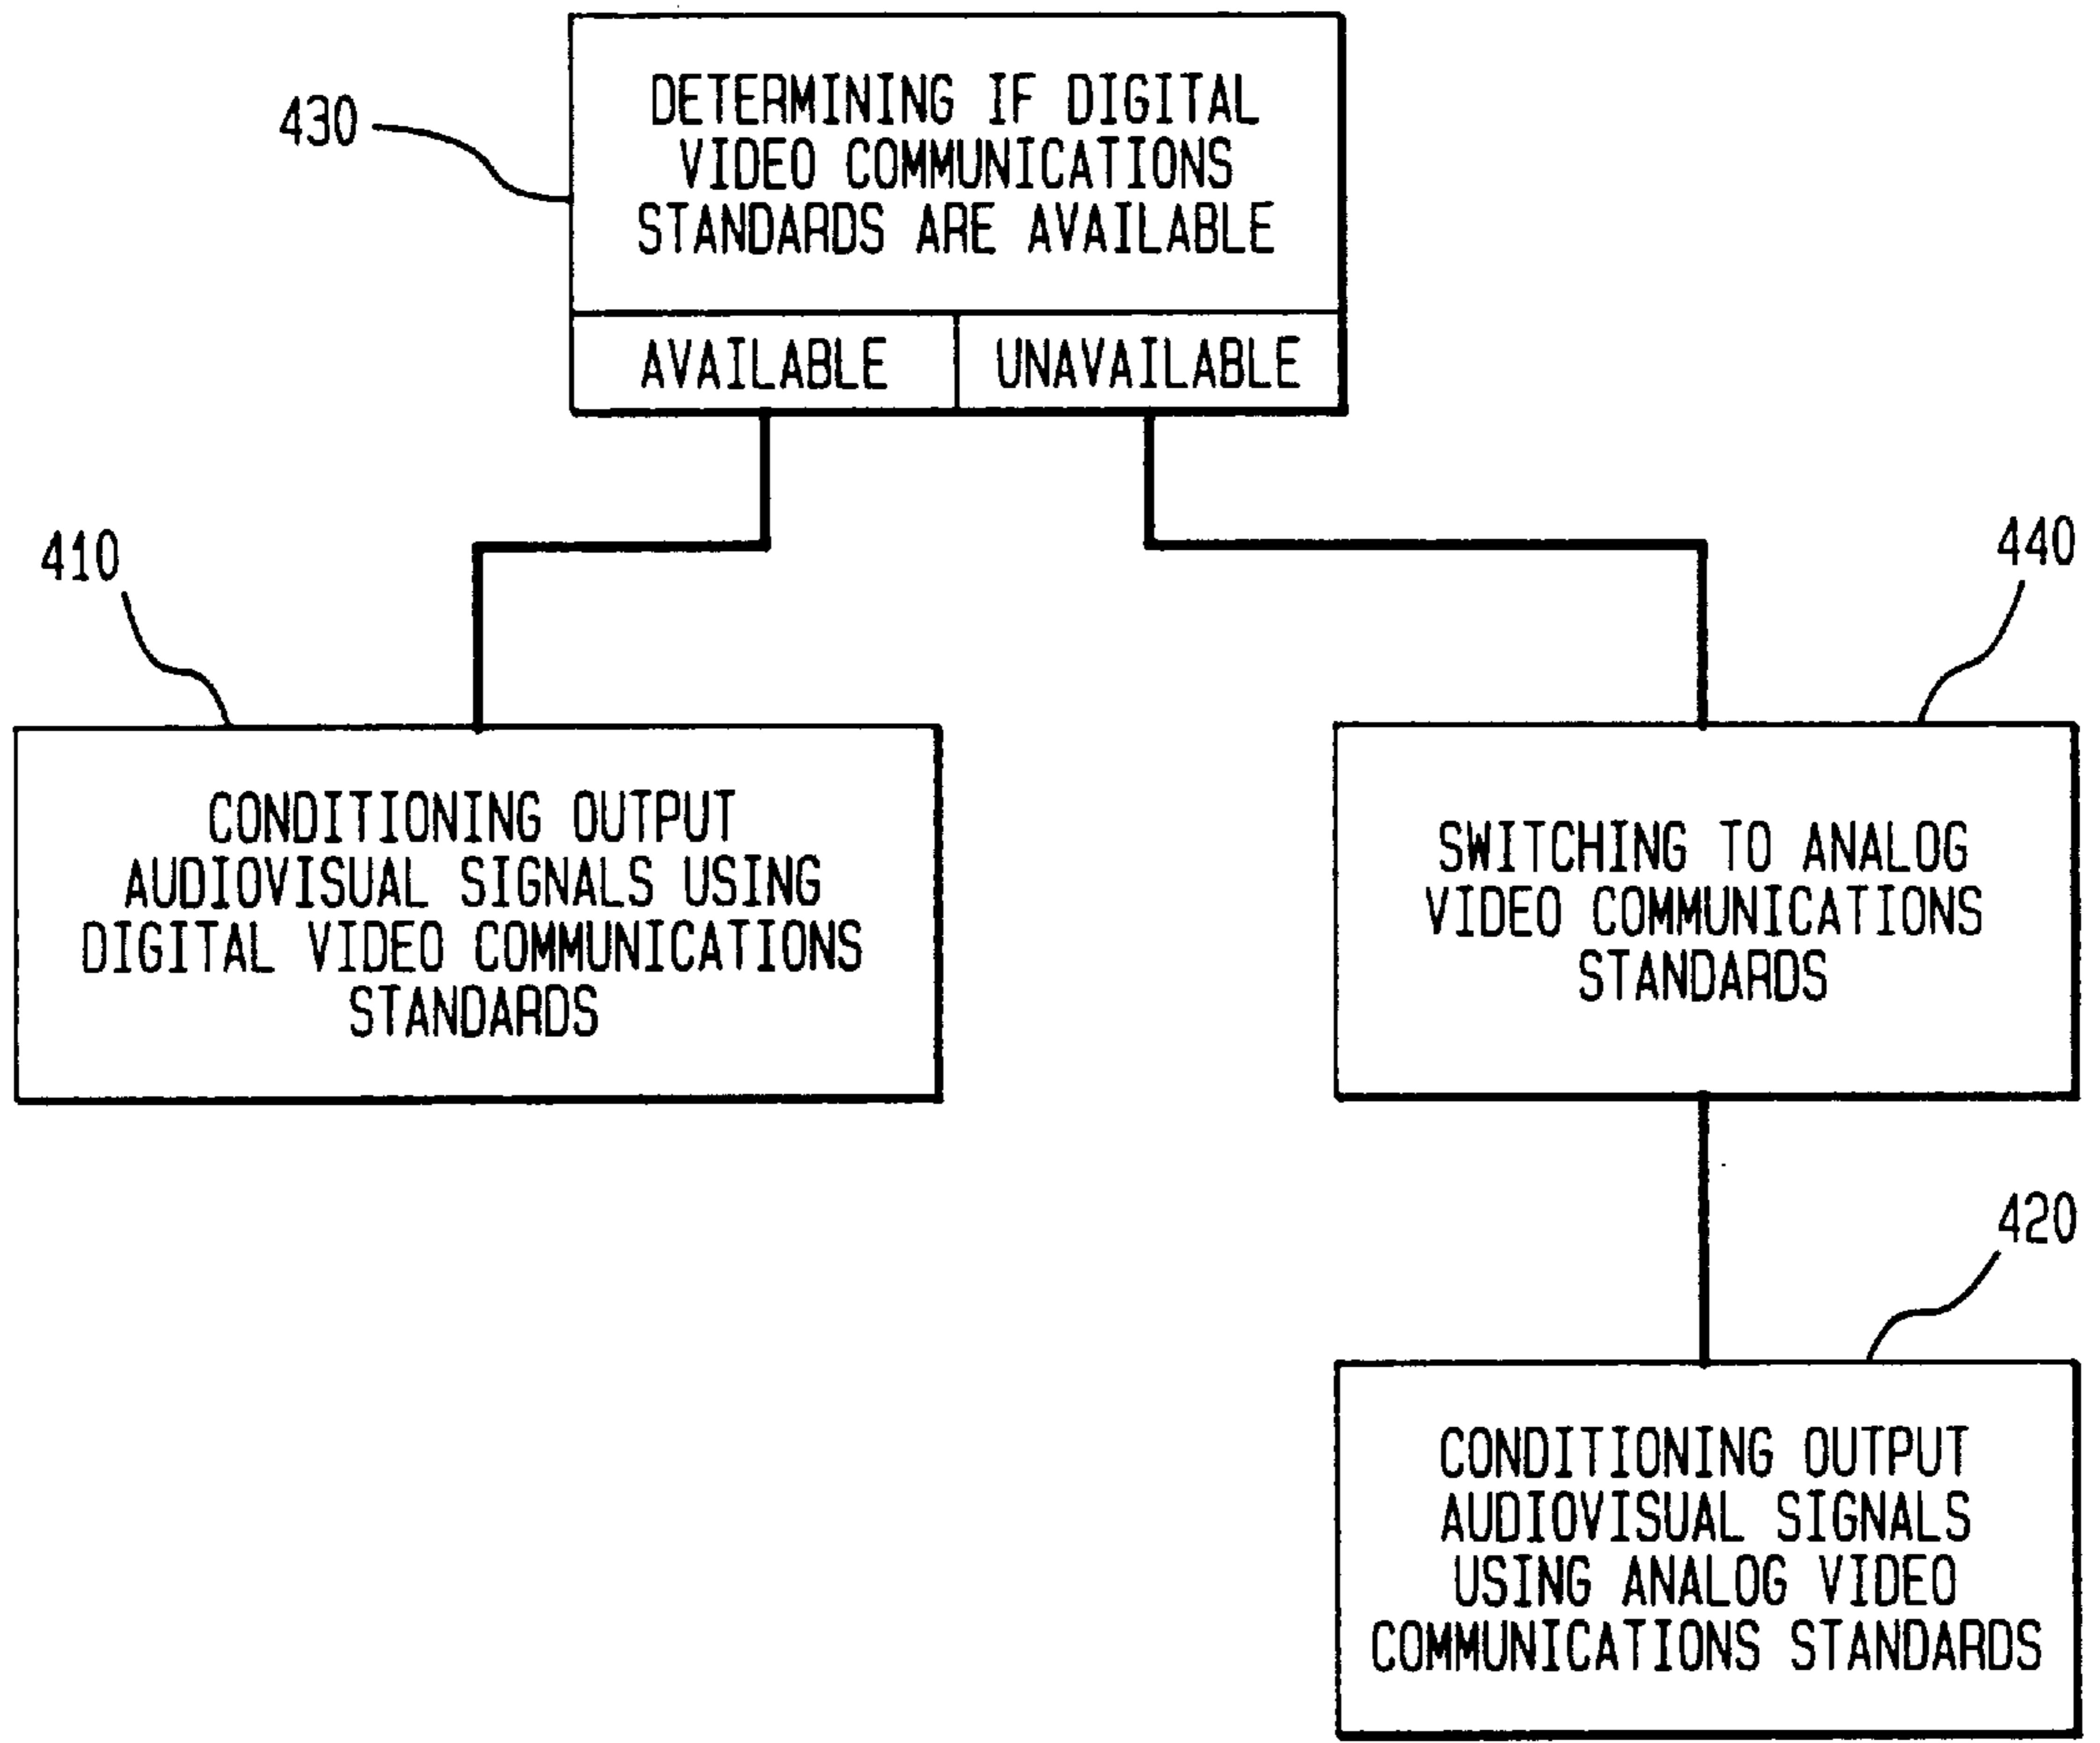 430
DETERMINING IF DIGITAL
VIDEO COMMUNICATIONS
STANDARDS ARE AVAILABLE
AVAILABLE
UNAVAILABLE
410
440
CONDITIONING OUTPUT
AUDIOVISUAL SIGNALS USING
DIGITAL VIDEO COMMUNICATIONS
STANDARDS
SWITCHING TO ANALOG
VIDEO COMMUNICATIONS
STANDARDS
420
CONDITIONING OUTPUT
AUDIOVISUAL SIGNALS
USING ANALOG VIDEO
COMMUNICATIONS STANDARDS